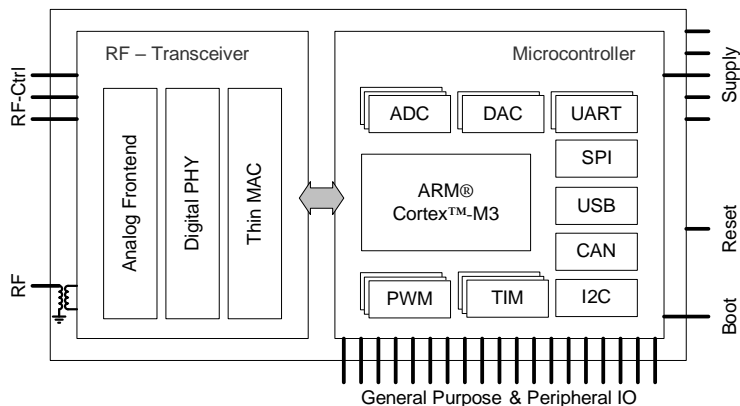 RF – Transceiver
Microcontroller
RF-Ctrl
RF
Analog Frontend
Digital PHY
Thin MAC
ADC
DAC
UART
SPI
ARM®
Cortex™-M3
USB
CAN
PWM
TIM
I2C
Supply
Reset
Boot
General Purpose & Peripheral IO